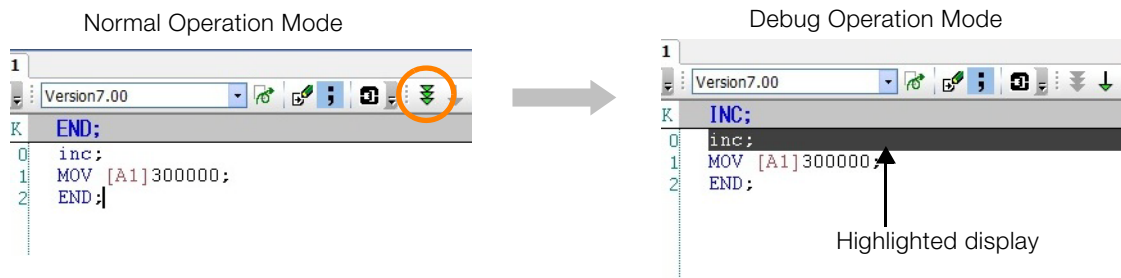 Normal Operation Mode
1
Version7.00
K END;
0 inc;
1 MOV [A1]300000;
2 END;
Debug Operation Mode
1
Version7.00
K INC;
0 inc;
1 MOV [A1]300000;
2 END;
Highlighted display